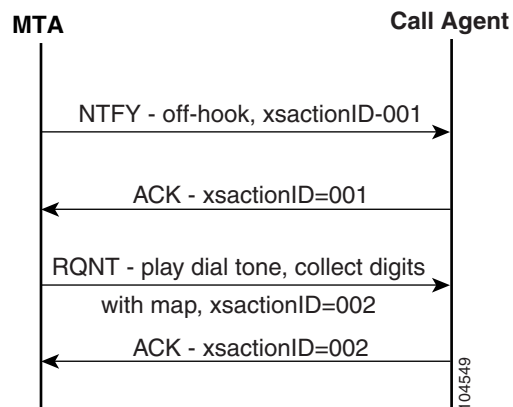 MTA
Call Agent
NTFY - off-hook, xsactionID-001
ACK - xsactionID=001
RQNT - play dial tone, collect digits
with map, xsactionID=002
ACK - xsactionID=002
104549